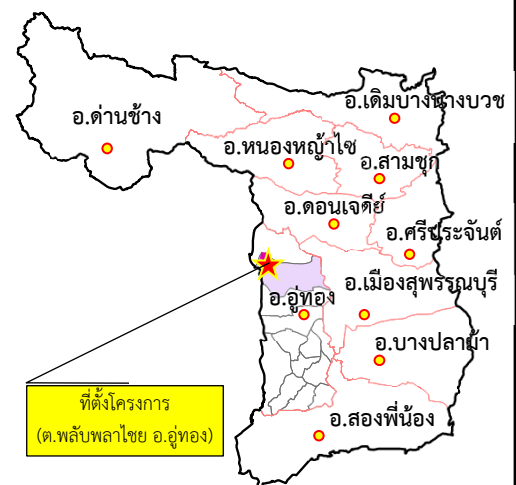 อ.เดิมบางนางบวช
อ.ด่านช้าง
อ.หนองหญ้าไซ
อ.สามชุก
อ.ดอนเจดีย์
อ.ศรีประจันต์
อ.อู่ทอง
อ.เมืองสุพรรณบุรี
อ.บางปลาม้า
ที่ตั้งโครงการ
(ต.พลับพลาไชย อ.อู่ทอง)
อ.สองพี่น้อง